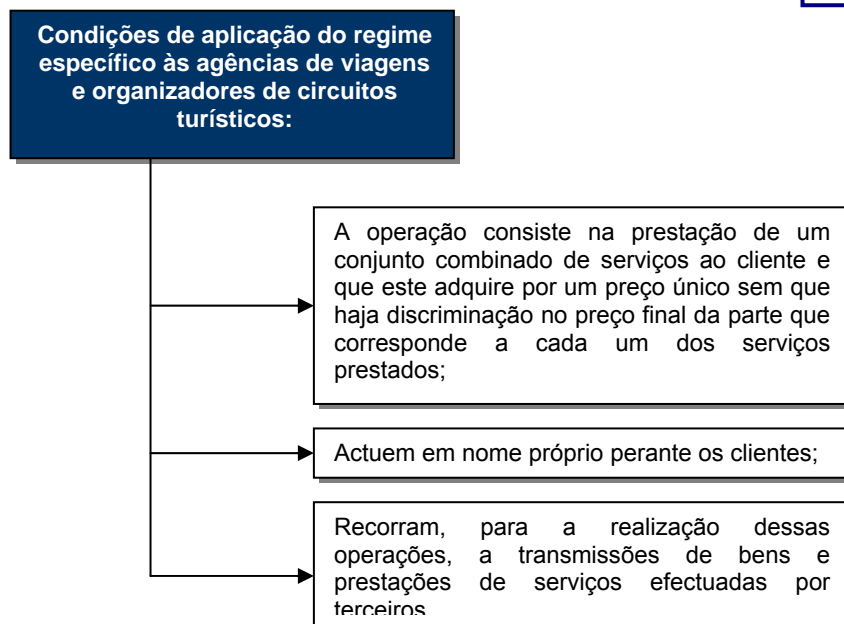 Condições de aplicação do regime
específico às agências de viagens
e organizadores de circuitos
turísticos:
A operação consiste na prestação de um
conjunto combinado de serviços ao cliente e
que este adquire por um preço único sem que
haja discriminação no preço final da parte que
corresponde a cada um dos serviços
prestados;
Actuem em nome próprio perante os clientes;
Recorram, para a realização dessas
operações, a transmissões de bens e
prestações de serviços efectuadas por
terceiros